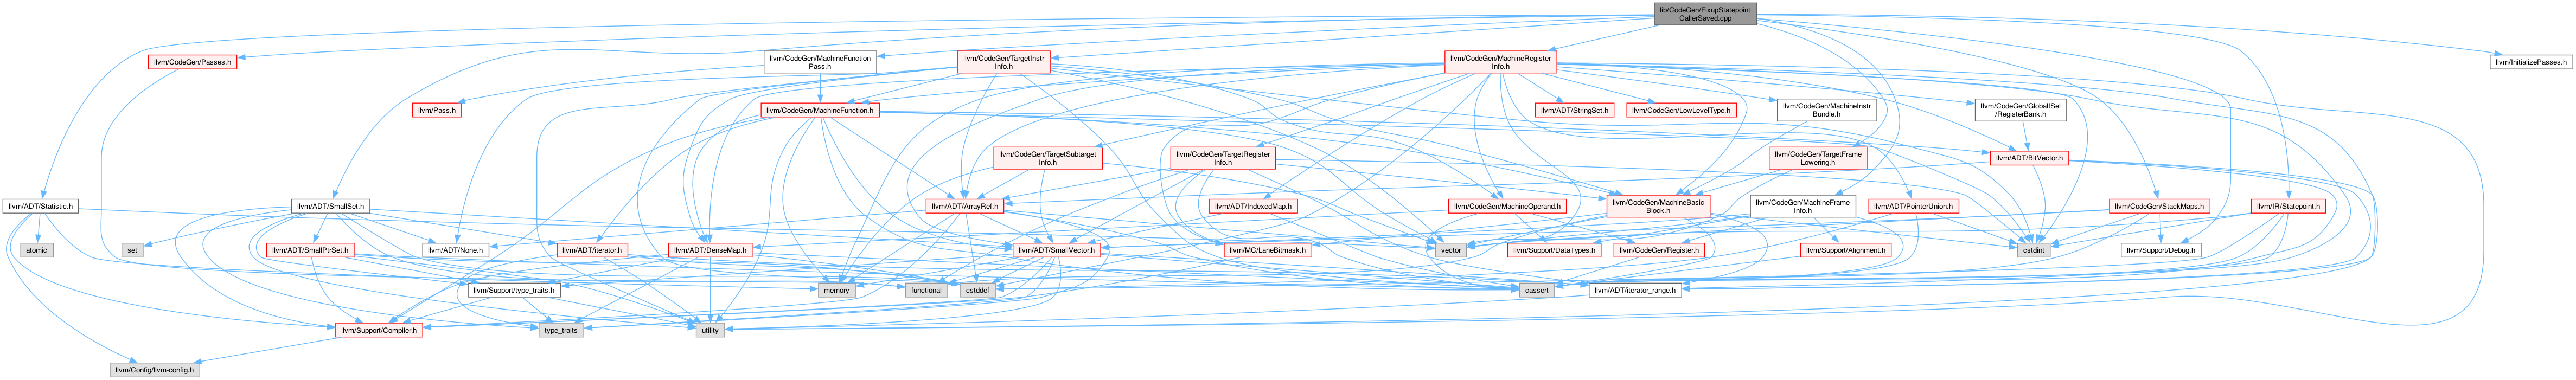 lib/CodeGen/FixupStatepoint
CallerSaved.cpp
llvm/CodeGen/Passes.h
llvm/CodeGen/MachineFunction
Pass.h
llvm/CodeGen/TargetInstr
Info.h
llvm/CodeGen/MachineRegister
Info.h
llvm/InitializePasses.h
llvm/Pass.h
llvm/CodeGen/MachineFunction.h
llvm/ADT/StringSet.h
llvm/CodeGen/LowLevelType.h
llvm/CodeGen/MachineInstr
Bundle.h
llvm/CodeGen/GlobalISel
/RegisterBank.h
llvm/CodeGen/TargetSubtarget
Info.h
llvm/CodeGen/TargetRegister
Info.h
llvm/CodeGen/TargetFrame
Lowering.h
llvm/ADT/BitVector.h
llvm/ADT/Statistic.h
llvm/ADT/SmallSet.h
llvm/ADT/ArrayRef.h
llvm/ADT/IndexedMap.h
llvm/CodeGen/MachineOperand.h
llvm/CodeGen/MachineBasic
Block.h
llvm/CodeGen/MachineFrame
Info.h
llvm/ADT/PointerUnion.h
llvm/CodeGen/StackMaps.h
llvm/IR/Statepoint.h
atomic
set
llvm/ADT/SmallPtrSet.h
llvm/ADT/None.h
llvm/ADT/iterator.h
llvm/ADT/DenseMap.h
llvm/ADT/SmallVector.h
llvm/MC/LaneBitmask.h
vector
llvm/Support/DataTypes.h
llvm/CodeGen/Register.h
llvm/Support/Alignment.h
cstdint
llvm/Support/Debug.h
llvm/Support/type_traits.h
memory
functional
cstddef
cassert
llvm/ADT/iterator_range.h
llvm/Support/Compiler.h
type_traits
utility
llvm/Config/llvm-config.h